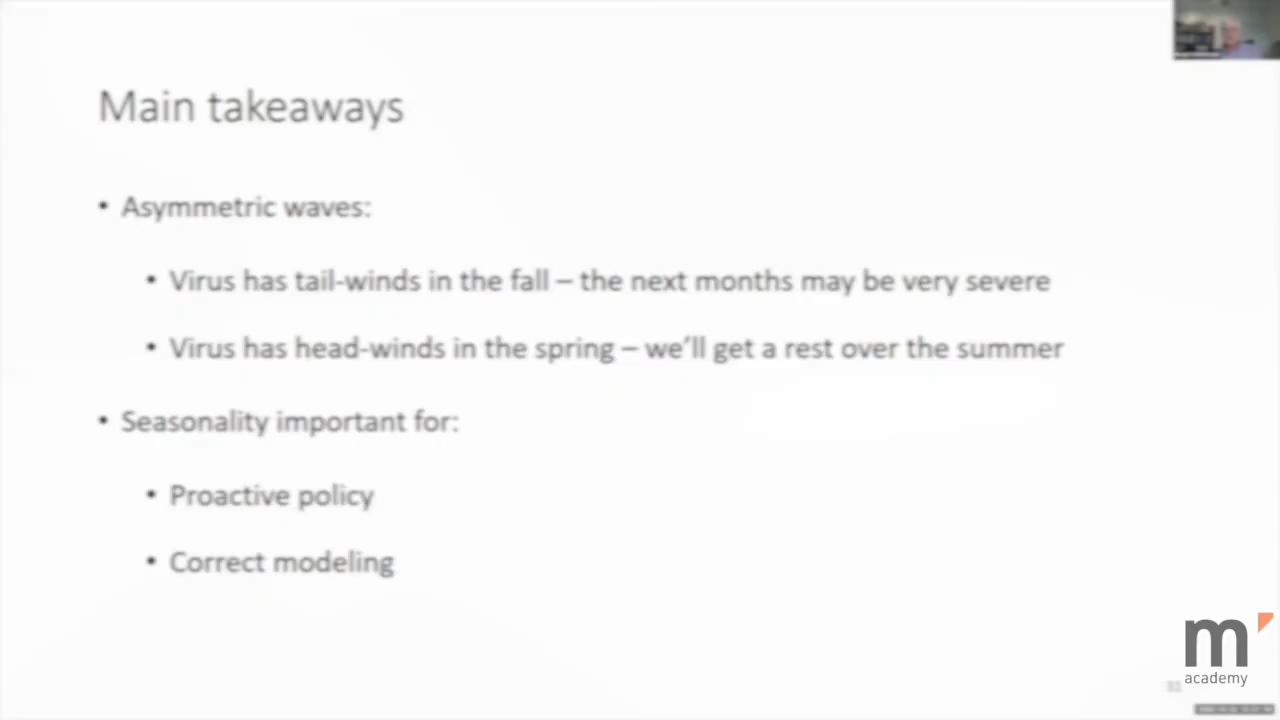 Main takeaways
• Asymmetric waves:
• Virus has tail-winds in the fall – the next months may be very severe
• Virus has head-winds in the spring – we'll get a rest over the summer
• Seasonality important for:
• Proactive policy
• Correct modeling
m'
academy